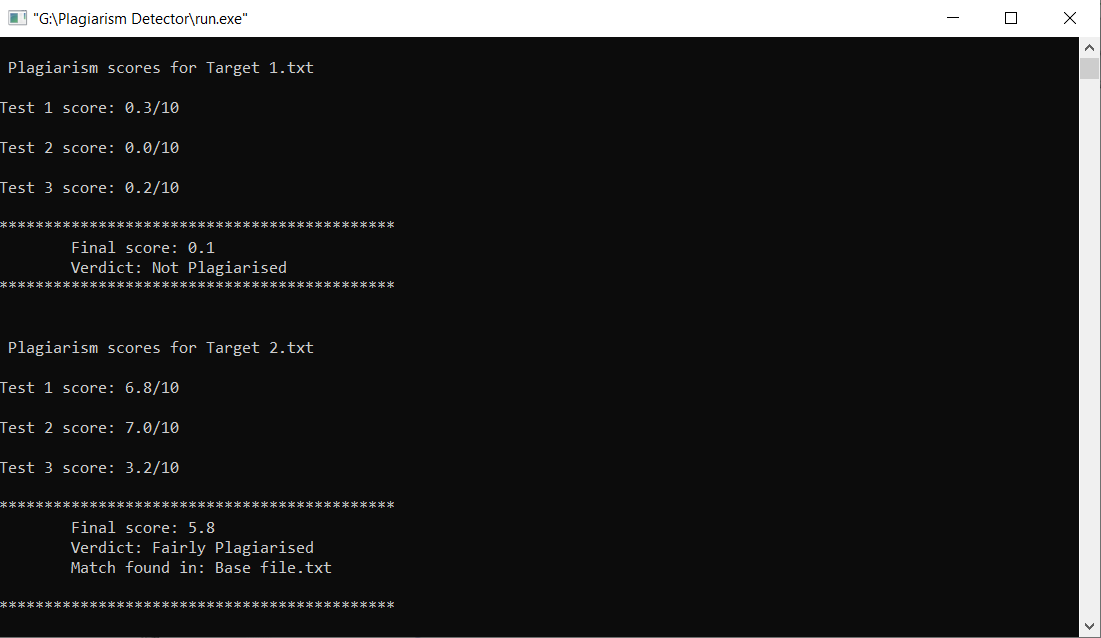 "G:\Plagiarism Detector\run.exe"
Plagiarism scores for Target 1.txt
Test 1 score: 0.3/10
Test 2 score: 0.0/10
Test 3 score: 0.2/10
********************************************
Final score: 0.1
Verdict: Not Plagiarised
********************************************
Plagiarism scores for Target 2.txt
Test 1 score: 6.8/10
Test 2 score: 7.0/10
Test 3 score: 3.2/10
********************************************
Final score: 5.8
Verdict: Fairly Plagiarised
Match found in: Base file.txt
********************************************